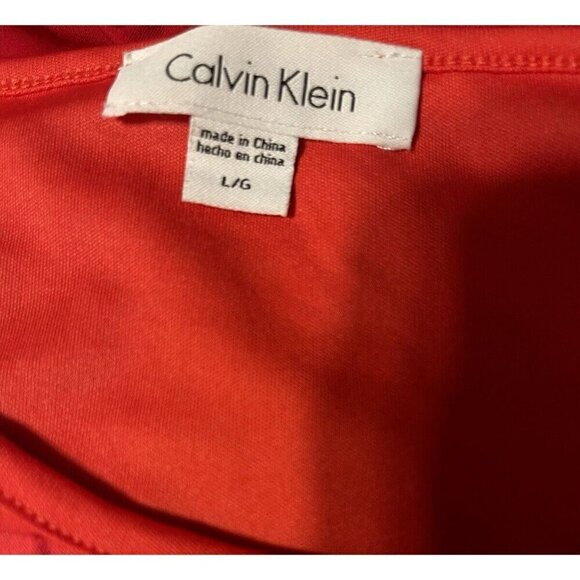 Calvin Klein
made in China
hecho en china
L/G